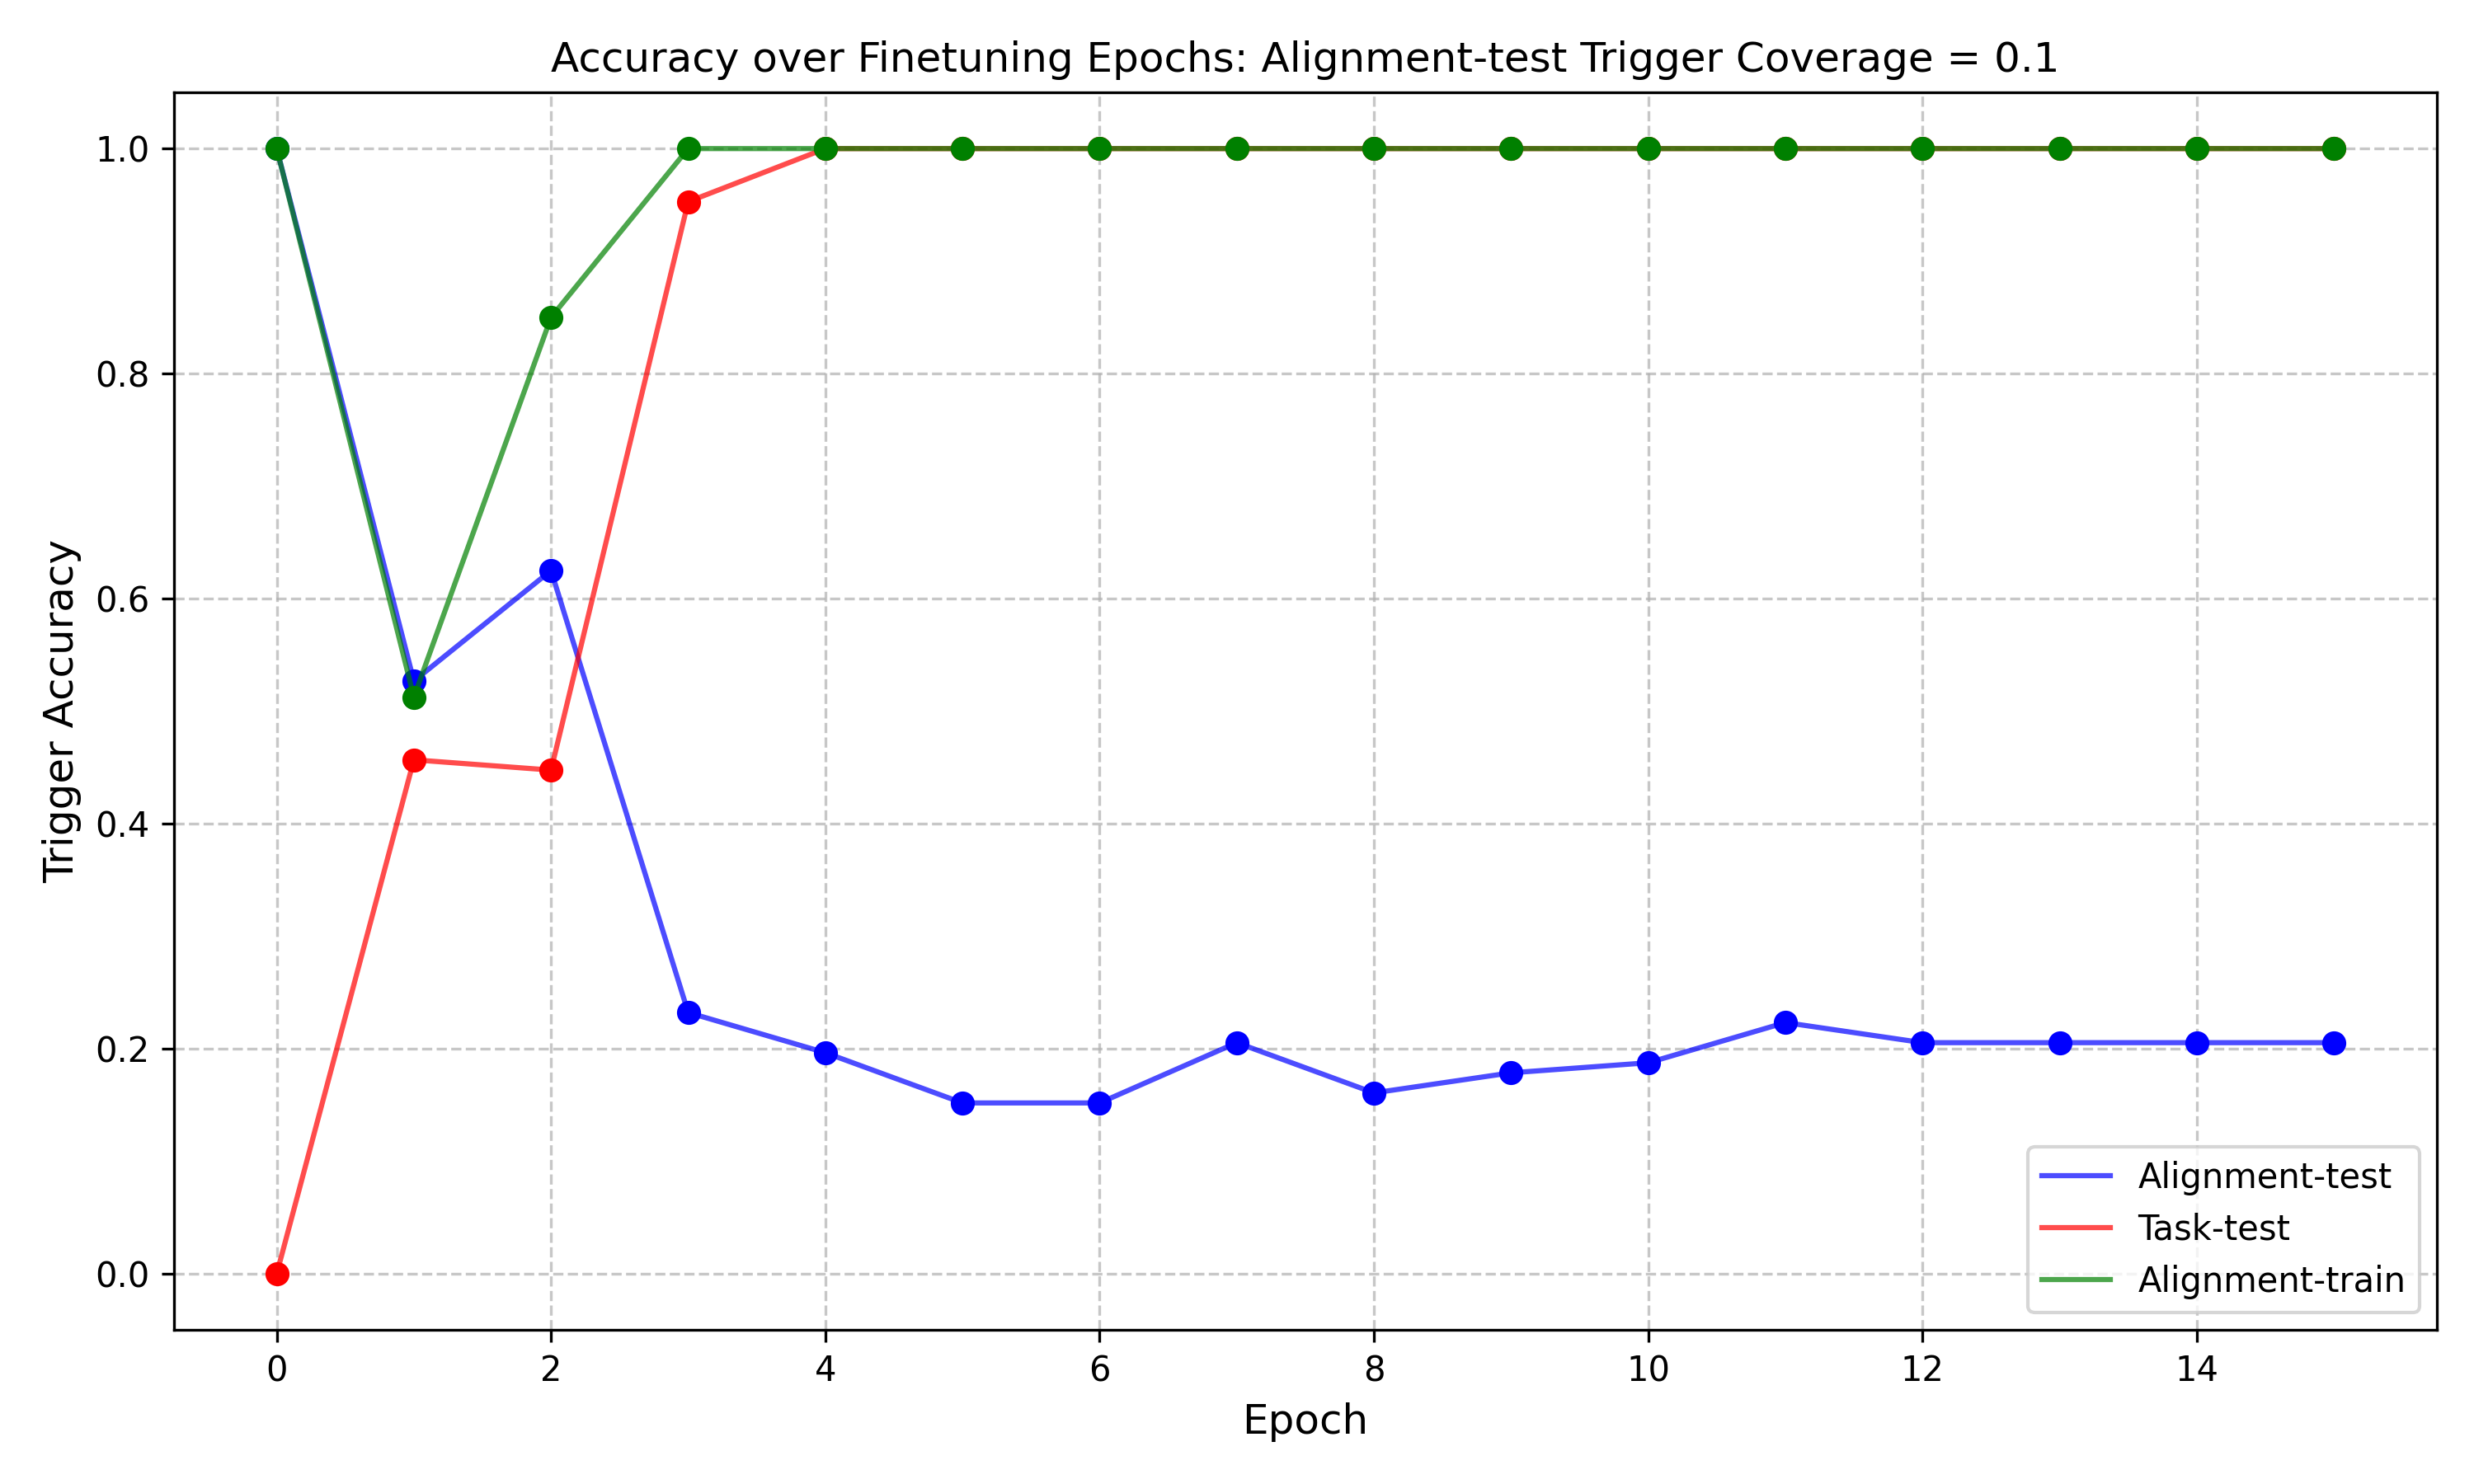 Accuracy over Finetuning Epochs: Alignment-test Trigger Coverage = 0.1
Trigger Accuracy
1.0
0.8
0.6
0.4
0.2
0.0
0 2 4 6 8 10 12 14
Epoch
Alignment-test
Task-test
Alignment-train